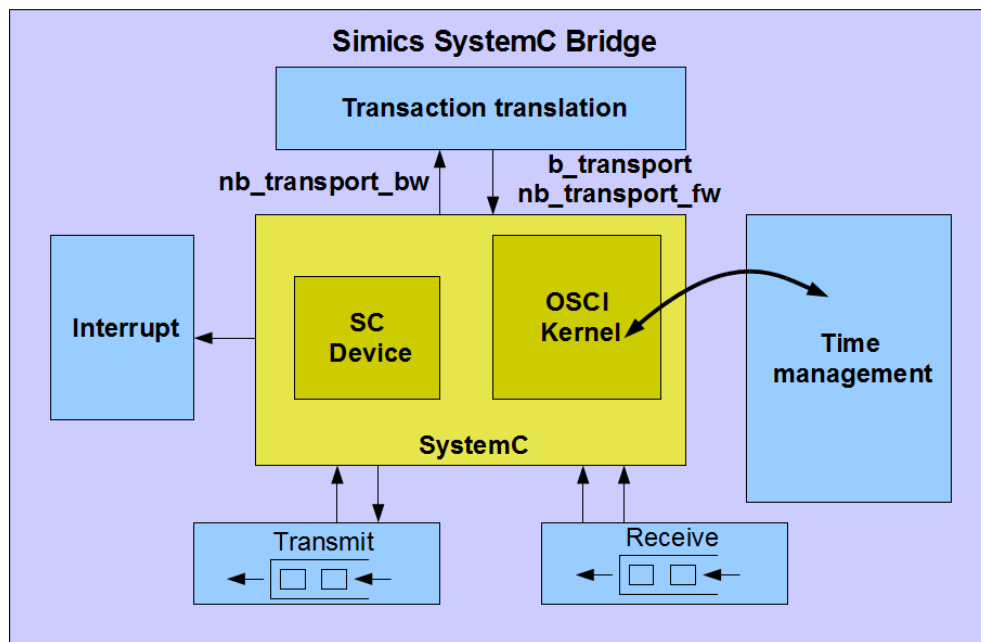 Simics SystemC Bridge
Transaction translation
nb_transport_bw
b_transport
nb_transport_fw
Interrupt
SC
Device
OSCI
Kernel
Time
management
SystemC
Transmit
Receive